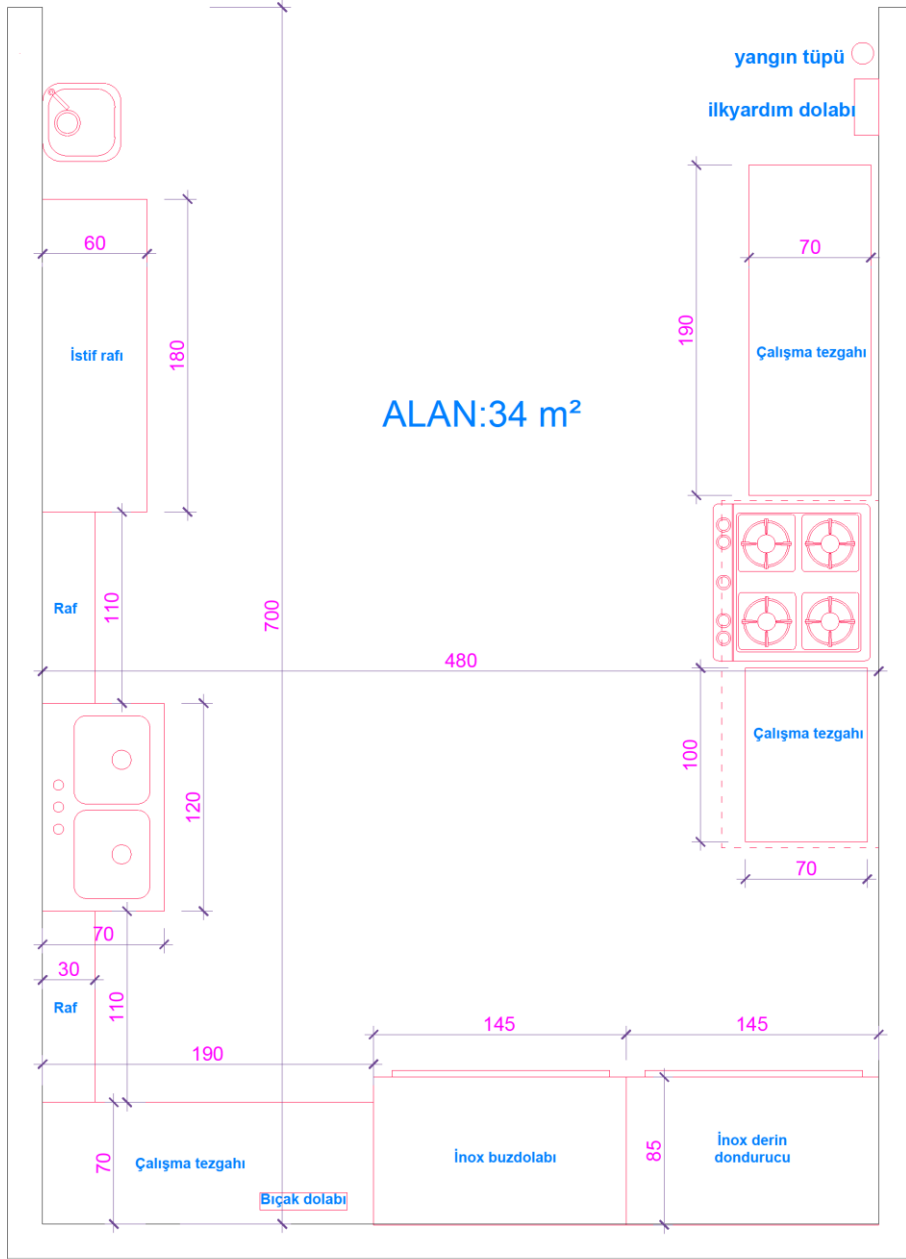 yangın tüpü
ilkyardım dolabı
60
70
İstif rafı
180
190
Çalışma tezgahı
ALAN:34 m²
Raf
110
700
480
Çalışma tezgahı
100
120
70
70
30
Raf
110
145
145
190
70
Çalışma tezgahı
Bıçak dolabı
İnox buzdolabı
85
İnox derin
dondurucu